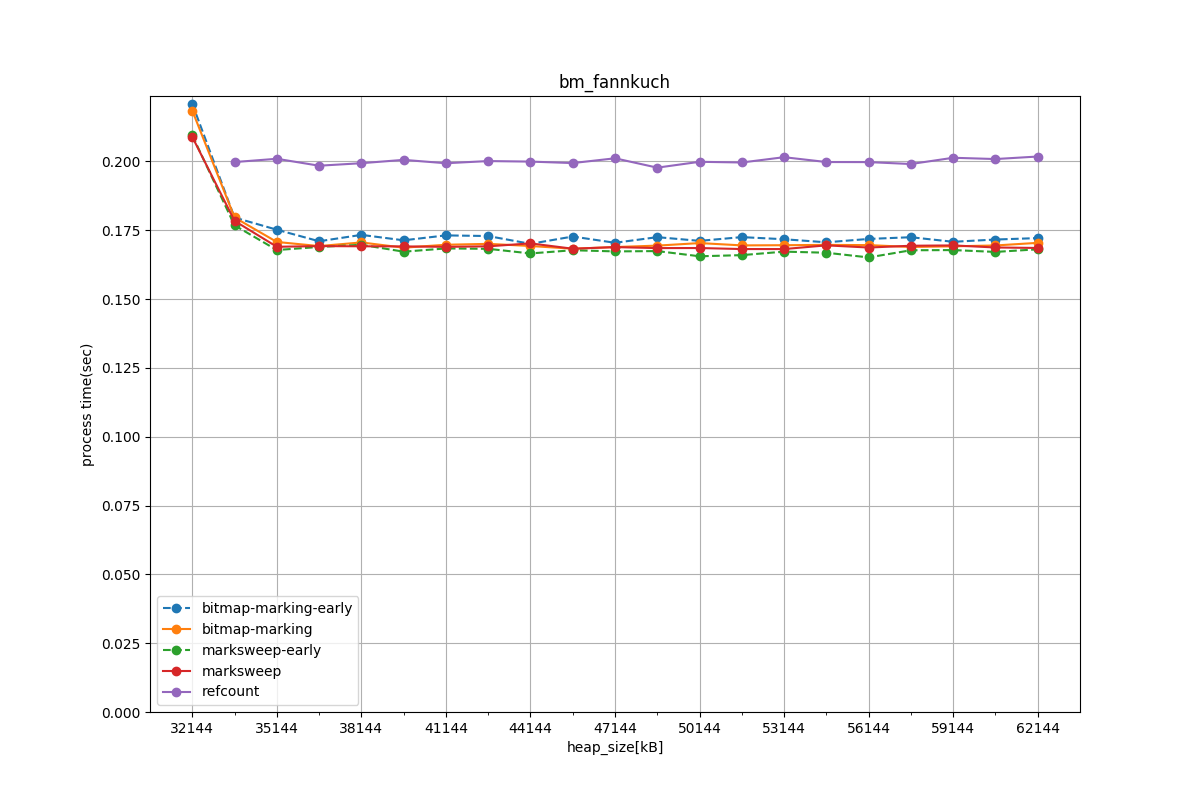 bm_fannkuch
process time(sec)
0.200
0.175
0.150
0.125
0.100
0.075
0.050
0.025
0.000
bitmap-marking-early
bitmap-marking
marksweep-early
marksweep
refcount
32144 35144 38144 41144 44144 47144 50144 53144 56144 59144 62144
heap_size[kB]